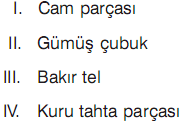 I. Cam parçası
II. Gümüş çubuk
III. Bakır tel
IV. Kuru tahta parçası